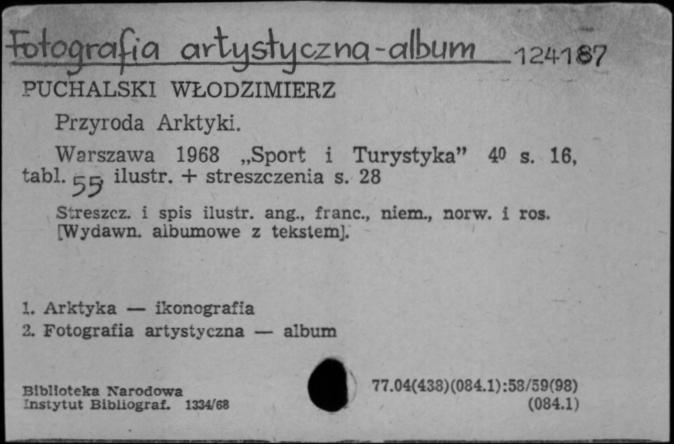 Fotografia artystyczna-album 124187
PUCHALSKI WŁODZIMIERZ
Przyroda Arktyki.
Warszawa 1968 „Sport i Turystyka” 4⁰ s. 16,
tabl. 55 ilustr. + streszczenia s. 28
Streszcz. i spis ilustr. ang., franc., niem., norw. i ros.
[Wydawn. albumowe z tekstem].
1. Arktyka — ikonografia
2. Fotografia artystyczna — album
Biblioteka Narodowa
Instytut Bibliograf. 1334/68
77.04(438)(084.1):58/59(98)
(084.1)